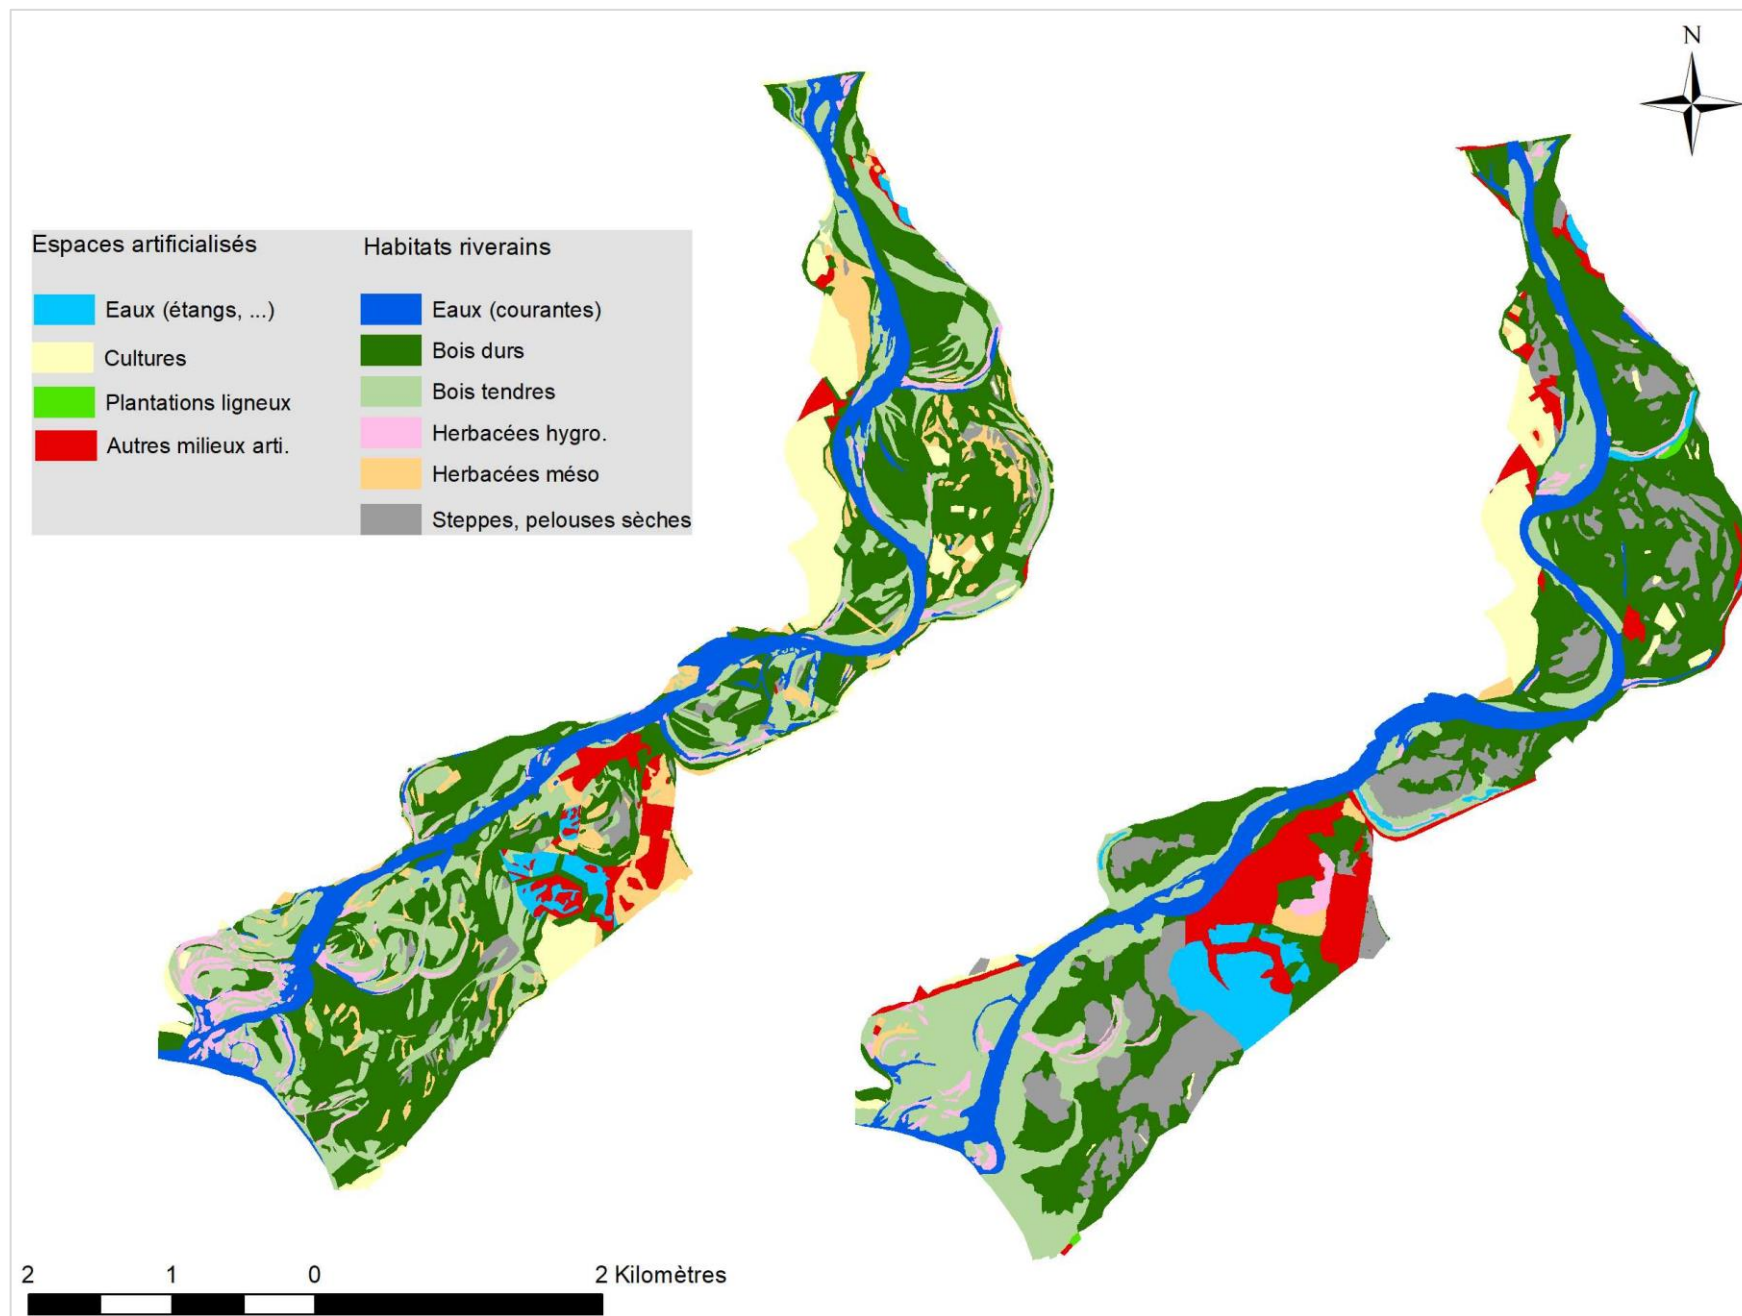 N
Espaces artificialisés
Eaux (étangs, ...)
Cultures
Plantations ligneux
Autres milieux arti.
Habitats riverains
Eaux (courantes)
Bois durs
Bois tendres
Herbacées hygro.
Herbacées méso
Steppes, pelouses sèches
2 1 0 2 Kilomètres